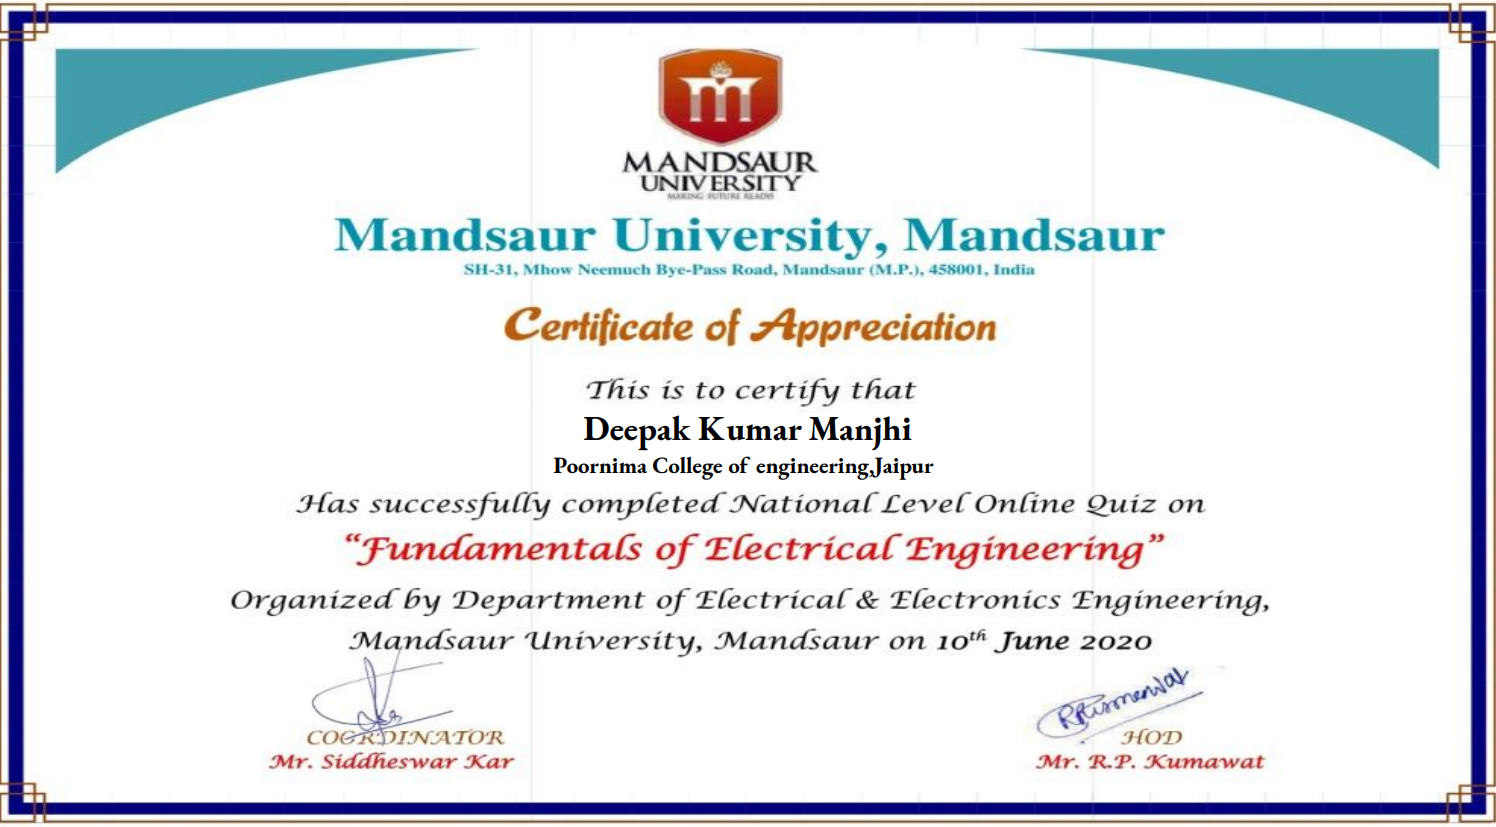 m
MANDSAUR
UNIVERSITY
MAKING FUTURE READY!
Mandsaur University, Mandsaur
SH-31, Mhow Neemuch Bye-Pass Road, Mandsaur (M.P.), 458001, India
Certificate of Appreciation
This is to certify that
Deepak Kumar Manjhi
Poornima College of engineering,Jaipur
Has successfully completed National Level Online Quiz on
“Fundamentals of Electrical Engineering”
Organized by Department of Electrical & Electronics Engineering,
Mandsaur University, Mandsaur on 10th June 2020
RPKumawat
COORDINATOR
HOD
Mr. Siddheswar Kar
Mr. R.P. Kumawat